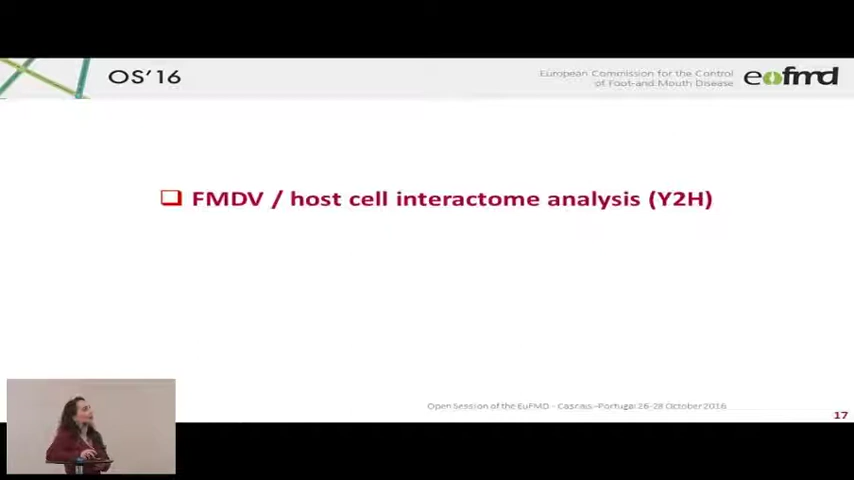 OS'16
European Commission for the Control
of Foot-and Mouth Disease
eofmd
FMDV / host cell interactome analysis (Y2H)
Open Session of the EuFMD - Cascais -Portugal 26-28 October 2016
17